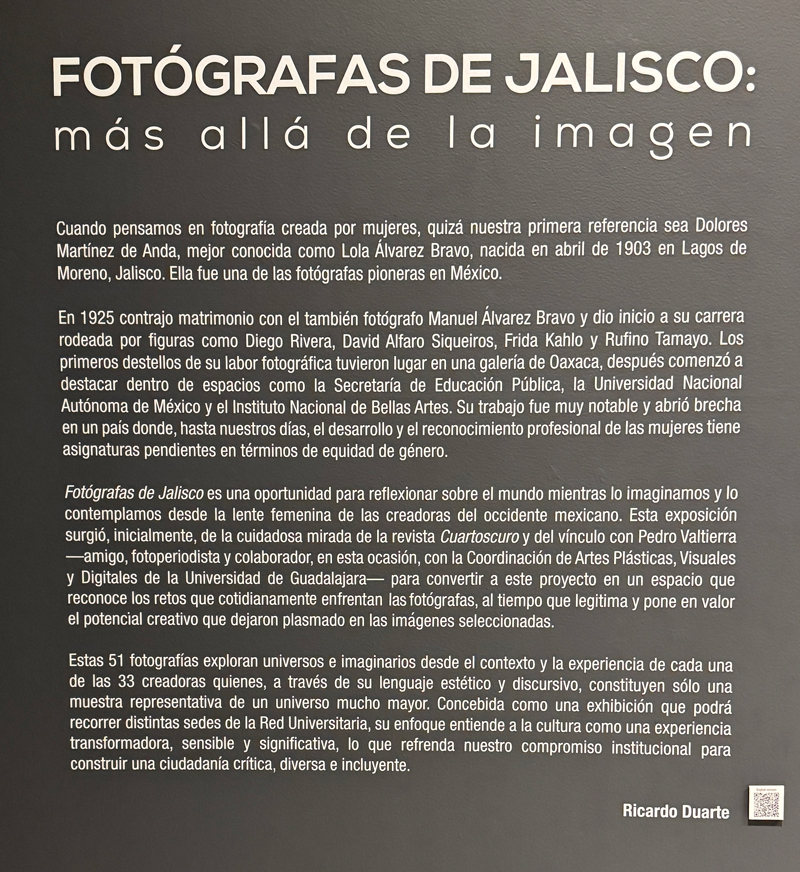 FOTÓGRAFAS DE JALISCO:
más allá de la imagen
Cuando pensamos en fotografía creada por mujeres, quizá nuestra primera referencia sea Dolores
Martínez de Anda, mejor conocida como Lola Álvarez Bravo, nacida en abril de 1903 en Lagos de
Moreno, Jalisco. Ella fue una de las fotógrafas pioneras en México.
En 1925 contrajo matrimonio con el también fotógrafo Manuel Álvarez Bravo y dio inicio a su carrera
rodeada por figuras como Diego Rivera, David Alfaro Siqueiros, Frida Kahlo y Rufino Tamayo. Los
primeros destellos de su labor fotográfica tuvieron lugar en una galería de Oaxaca, después comenzó a
destacar dentro de espacios como la Secretaría de Educación Pública, la Universidad Nacional
Autónoma de México y el Instituto Nacional de Bellas Artes. Su trabajo fue muy notable y abrió brecha
en un país donde, hasta nuestros días, el desarrollo y el reconocimiento profesional de las mujeres tiene
asignaturas pendientes en términos de equidad de género.
Fotógrafas de Jalisco es una oportunidad para reflexionar sobre el mundo mientras lo imaginamos y lo
contemplamos desde la lente femenina de las creadoras del occidente mexicano. Esta exposición
surgió, inicialmente, de la cuidadosa mirada de la revista Cuartoscuro y del vínculo con Pedro Valtierra
—amigo, fotoperiodista y colaborador, en esta ocasión, con la Coordinación de Artes Plásticas, Visuales
y Digitales de la Universidad de Guadalajara— para convertir a este proyecto en un espacio que
reconoce los retos que cotidianamente enfrentan las fotógrafas, al tiempo que legitima y pone en valor
el potencial creativo que dejaron plasmado en las imágenes seleccionadas.
Estas 51 fotografías exploran universos e imaginarios desde el contexto y la experiencia de cada una
de las 33 creadoras quienes, a través de su lenguaje estético y discursivo, constituyen sólo una
muestra representativa de un universo mucho mayor. Concebida como una exhibición que podrá
recorrer distintas sedes de la Red Universitaria, su enfoque entiende a la cultura como una experiencia
transformadora, sensible y significativa, lo que refrenda nuestro compromiso institucional para
construir una ciudadanía crítica, diversa e incluyente.
Ricardo Duarte